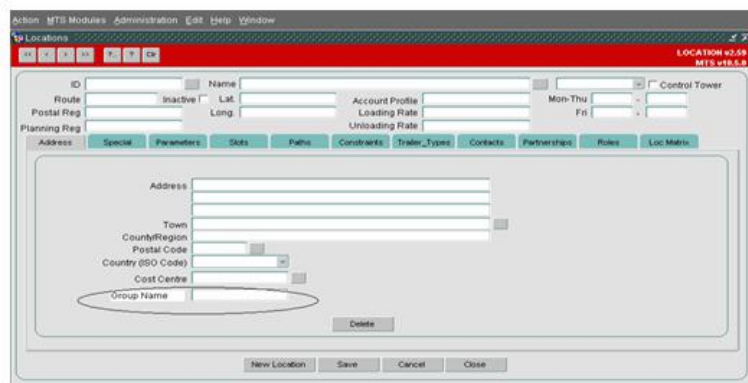 Action MTS Modules Administration Edit Help Window
Locations
<< < > >> ?.. ? Clr
LOCATION v2.59
MTS v10.5.0
ID Name Control Tower
Route Inactive Lat. Account Profile Mon-Thu -
Postal Reg Long. Loading Rate Fri -
Planning Reg Unloading Rate
Address Special Parameters Slots Paths Constraints Trailer_Types Contacts Partnerships Roles Loc Matrix
Address
Town
County/Region
Postal Code
Country (ISO Code)
Cost Centre
Group Name
Delete
New Location Save Cancel Close